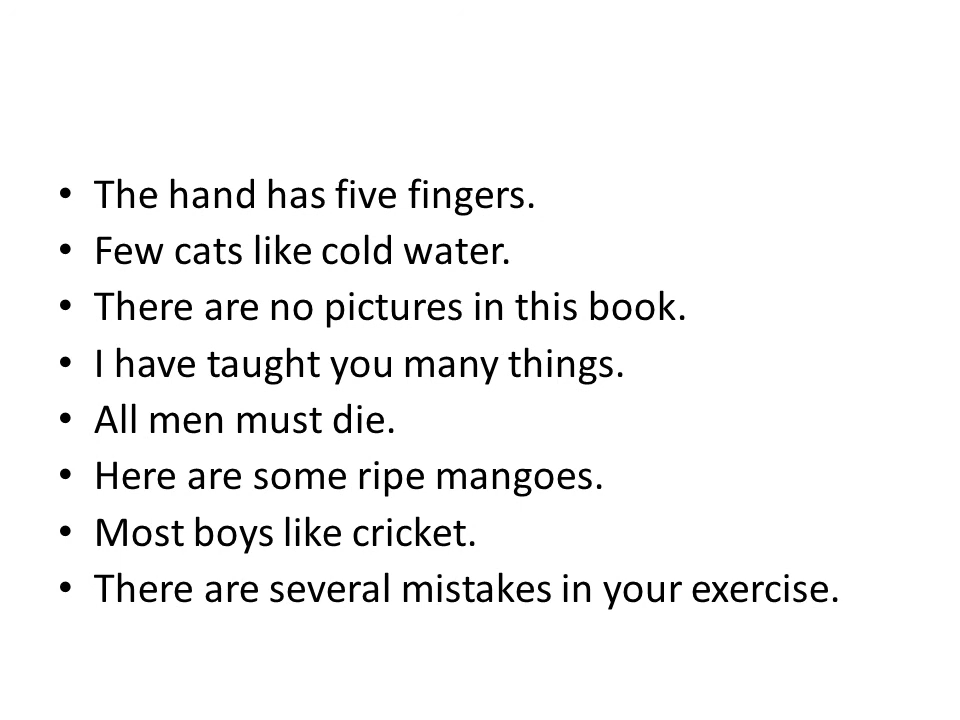 • The hand has five fingers.
• Few cats like cold water.
• There are no pictures in this book.
• I have taught you many things.
• All men must die.
• Here are some ripe mangoes.
• Most boys like cricket.
• There are several mistakes in your exercise.